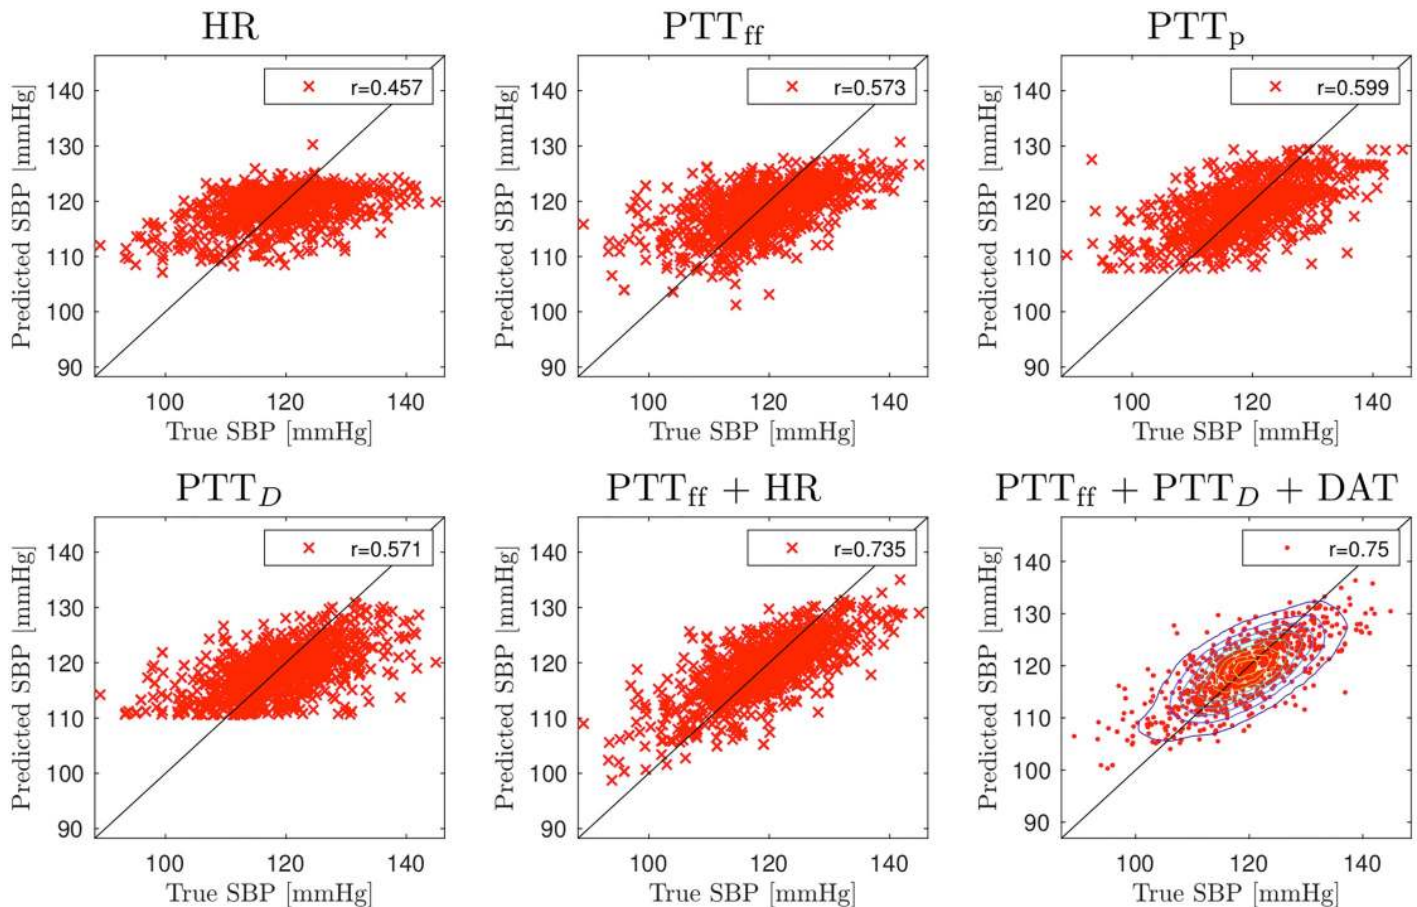 HR
PTTff
PTTp
r=0.457
r=0.573
r=0.599
Predicted SBP [mmHg]
140
130
120
110
100
90
Predicted SBP [mmHg]
140
130
120
110
100
90
Predicted SBP [mmHg]
140
130
120
110
100
90
100 120 140
100 120 140
100 120 140
True SBP [mmHg]
True SBP [mmHg]
True SBP [mmHg]
PTTD
PTTff + HR
PTTff + PTTD + DAT
r=0.571
r=0.735
r=0.75
Predicted SBP [mmHg]
140
130
120
110
100
90
Predicted SBP [mmHg]
140
130
120
110
100
90
Predicted SBP [mmHg]
140
130
120
110
100
90
100 120 140
100 120 140
100 120 140
True SBP [mmHg]
True SBP [mmHg]
True SBP [mmHg]